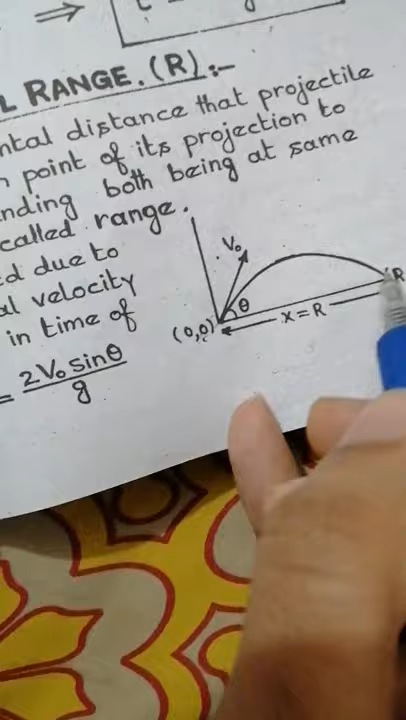 ⇒
L RANGE. (R) :-
ntal distance that projectile
n point of its projection to
nding both being at same
called range.
d due to
al velocity
in time of
= 2V₀ sinθ / g
V₀
θ
(0,0)
x = R
R